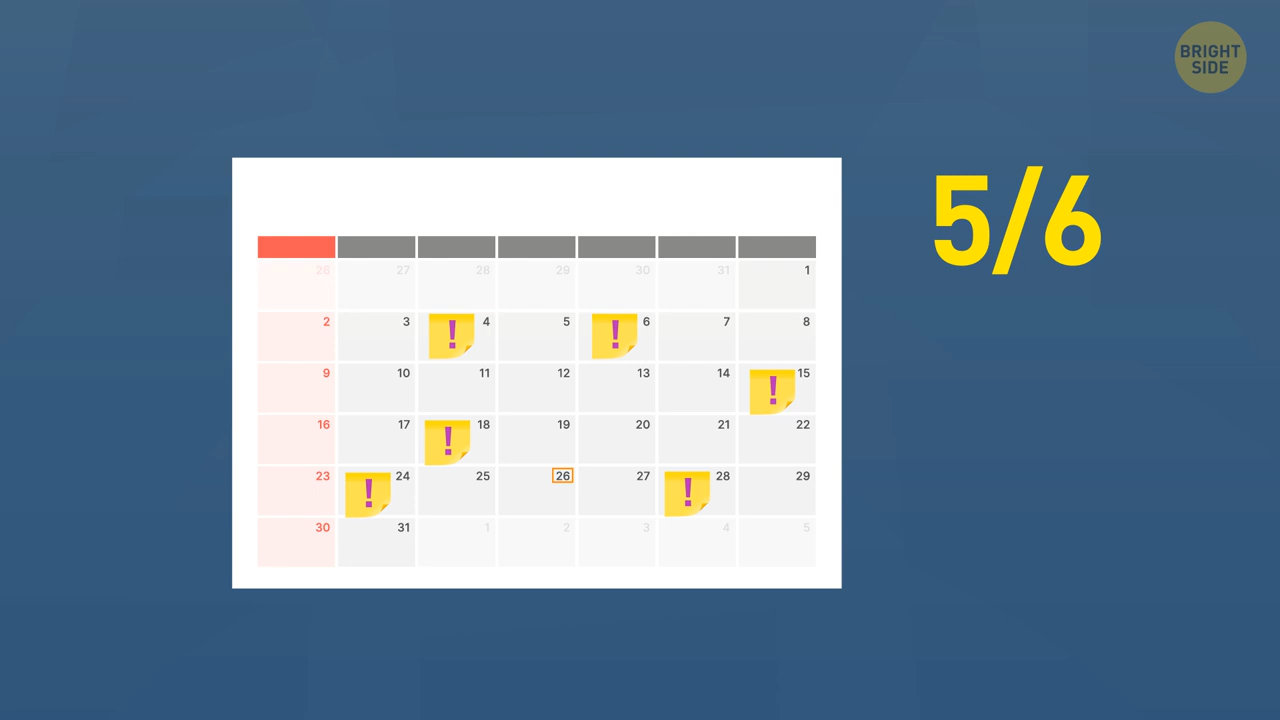 BRIGHT
SIDE
5/6
26 27 28 29 30 31 1
2 3 ! 4 5 ! 6 7 8
9 10 11 12 13 14 ! 15
16 17 ! 18 19 20 21 22
23 ! 24 25 26 27 ! 28 29
30 31 1 2 3 4 5